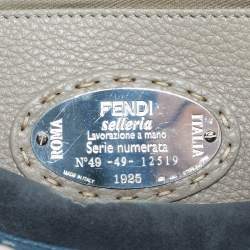 FENDI
selleria
Lavorazione a mano
Serie numerata
N° 49 -49- 12519
1925
ROMA
ITALIA
MADE IN ITALY